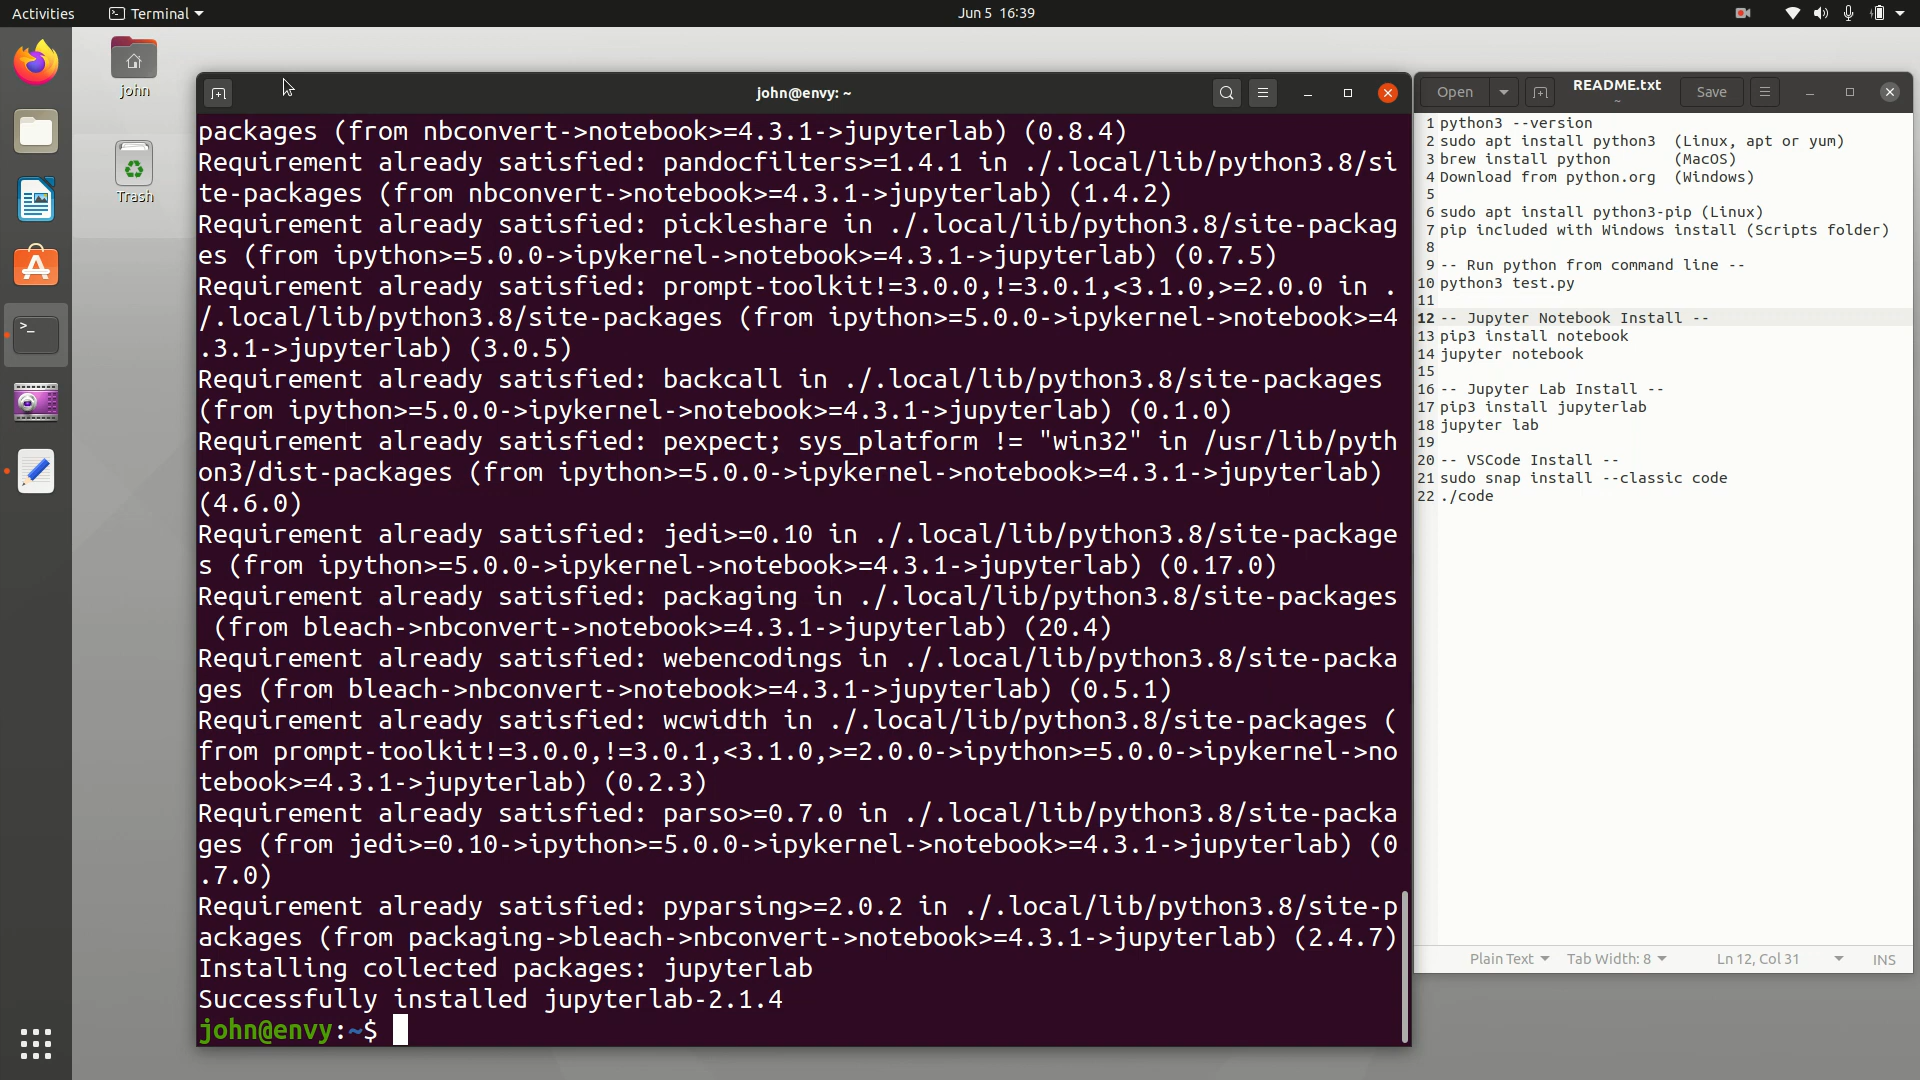 Activities
Terminal
Jun 5 16:39
john
Trash
john@envy: ~
packages (from nbconvert->notebook>=4.3.1->jupyterlab) (0.8.4)
Requirement already satisfied: pandocfilters>=1.4.1 in ./.local/lib/python3.8/si
te-packages (from nbconvert->notebook>=4.3.1->jupyterlab) (1.4.2)
Requirement already satisfied: pickleshare in ./.local/lib/python3.8/site-packag
es (from ipython>=5.0.0->ipykernel->notebook>=4.3.1->jupyterlab) (0.7.5)
Requirement already satisfied: prompt-toolkit!=3.0.0,!=3.0.1,<3.1.0,>=2.0.0 in .
/.local/lib/python3.8/site-packages (from ipython>=5.0.0->ipykernel->notebook>=4
.3.1->jupyterlab) (3.0.5)
Requirement already satisfied: backcall in ./.local/lib/python3.8/site-packages
(from ipython>=5.0.0->ipykernel->notebook>=4.3.1->jupyterlab) (0.1.0)
Requirement already satisfied: pexpect; sys_platform != "win32" in /usr/lib/pyth
on3/dist-packages (from ipython>=5.0.0->ipykernel->notebook>=4.3.1->jupyterlab)
(4.6.0)
Requirement already satisfied: jedi>=0.10 in ./.local/lib/python3.8/site-package
s (from ipython>=5.0.0->ipykernel->notebook>=4.3.1->jupyterlab) (0.17.0)
Requirement already satisfied: packaging in ./.local/lib/python3.8/site-packages
 (from bleach->nbconvert->notebook>=4.3.1->jupyterlab) (20.4)
Requirement already satisfied: webencodings in ./.local/lib/python3.8/site-packa
ges (from bleach->nbconvert->notebook>=4.3.1->jupyterlab) (0.5.1)
Requirement already satisfied: wcwidth in ./.local/lib/python3.8/site-packages (
from prompt-toolkit!=3.0.0,!=3.0.1,<3.1.0,>=2.0.0->ipython>=5.0.0->ipykernel->no
tebook>=4.3.1->jupyterlab) (0.2.3)
Requirement already satisfied: parso>=0.7.0 in ./.local/lib/python3.8/site-packa
ges (from jedi>=0.10->ipython>=5.0.0->ipykernel->notebook>=4.3.1->jupyterlab) (0
.7.0)
Requirement already satisfied: pyparsing>=2.0.2 in ./.local/lib/python3.8/site-p
ackages (from packaging->bleach->nbconvert->notebook>=4.3.1->jupyterlab) (2.4.7)
Installing collected packages: jupyterlab
Successfully installed jupyterlab-2.1.4
john@envy:~$
Open
README.txt
~
Save
1 python3 --version
2 sudo apt install python3  (Linux, apt or yum)
3 brew install python       (MacOS)
4 Download from python.org  (Windows)
5
6 sudo apt install python3-pip (Linux)
7 pip included with Windows install (Scripts folder)
8
9 -- Run python from command line --
10 python3 test.py
11
12 -- Jupyter Notebook Install --
13 pip3 install notebook
14 jupyter notebook
15
16 -- Jupyter Lab Install --
17 pip3 install jupyterlab
18 jupyter lab
19
20 -- VSCode Install --
21 sudo snap install --classic code
22 ./code
Plain Text
Tab Width: 8
Ln 12, Col 31
INS